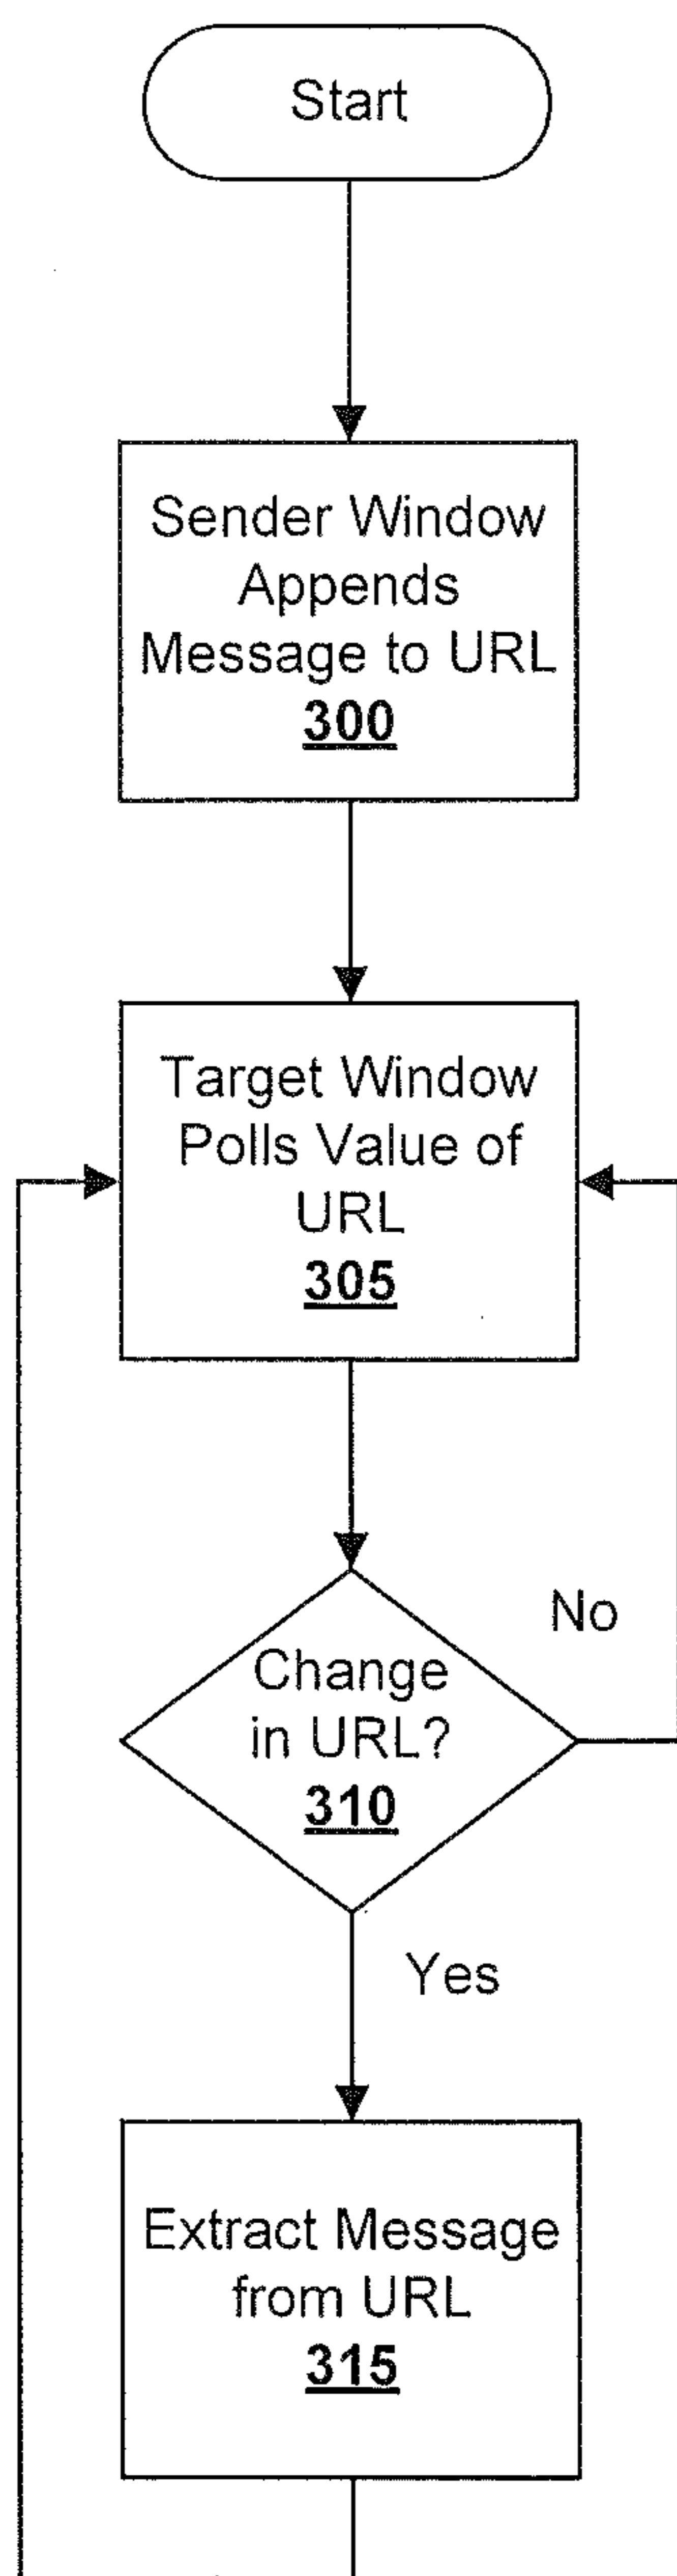 Start
Sender Window
Appends
Message to URL
300
Target Window
Polls Value of
URL
305
Change
in URL?
310
No
Yes
Extract Message
from URL
315